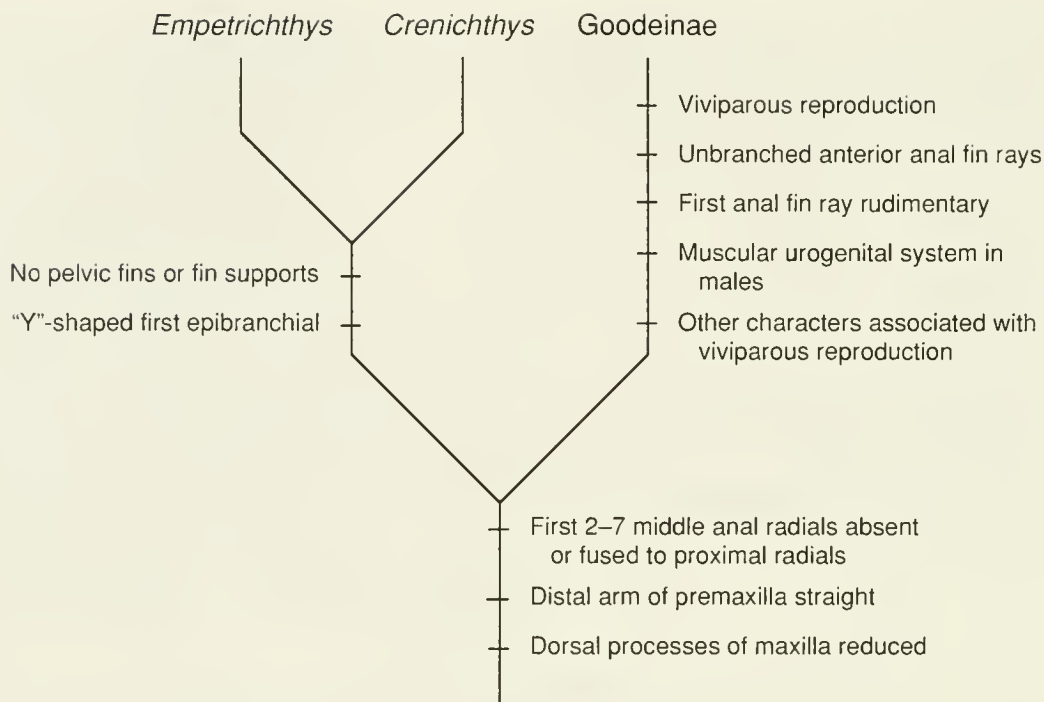 Empetrichthys Crenichthys Goodeinae
Viviparous reproduction
Unbranched anterior anal fin rays
First anal fin ray rudimentary
No pelvic fins or fin supports
Muscular urogenital system in
males
"Y"-shaped first epibranchial
Other characters associated with
viviparous reproduction
First 2–7 middle anal radials absent
or fused to proximal radials
Distal arm of premaxilla straight
Dorsal processes of maxilla reduced